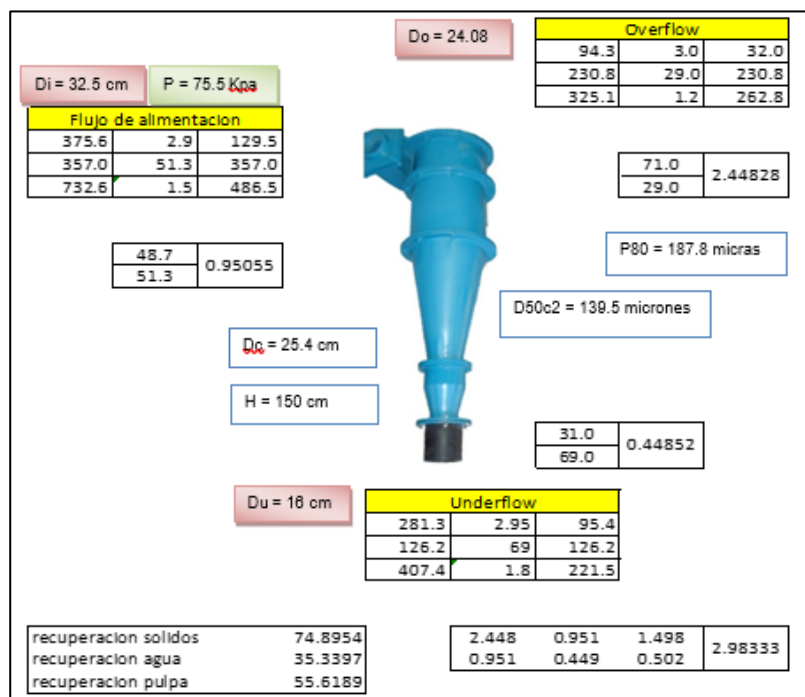 Do = 24.08
Overflow
94.3 3.0 32.0
230.8 29.0 230.8
325.1 1.2 262.8
Di = 32.5 cm
P = 75.5 Kpa
Flujo de alimentacion
375.6 2.9 129.5
357.0 51.3 357.0
732.6 1.5 486.5
71.0
29.0
2.44828
48.7
51.3
0.95055
P80 = 187.8 micras
D50c2 = 139.5 micrones
Dc = 25.4 cm
H = 150 cm
31.0
69.0
0.44852
Du = 16 cm
Underflow
281.3 2.95 95.4
126.2 69 126.2
407.4 1.8 221.5
recuperacion solidos 74.8954
recuperacion agua 35.3397
recuperacion pulpa 55.6189
2.448 0.951 1.498
0.951 0.449 0.502
2.98333